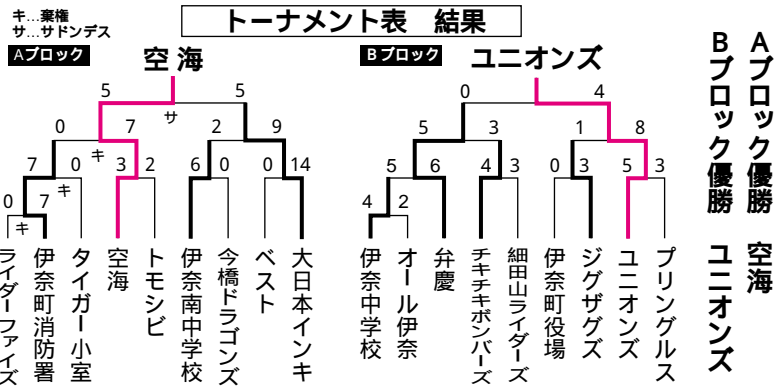 キ…棄権
サ…サドンデス
トーナメント表 結果
Aブロック
空海
5 5
サ
0 7 2 9
キ
7 0 3 2 6 0 0 14
キ
0 7
キ
ライダーファイズ
伊奈町消防署
タイガー小室
空海
トモシビ
伊奈南中学校
今橋ドラゴンズ
ベスト
大日本インキ
Bブロック
ユニオンズ
0 4
5 3 1 8
5 6 4 3 0 3 5 3
4 2
伊奈中学校
オール伊奈
弁慶
チキチキボンバーズ
細田山ライダーズ
伊奈町役場
ジグザグズ
ユニオンズ
プリングルス
Aブロック優勝 空海
Bブロック優勝 ユニオンズ